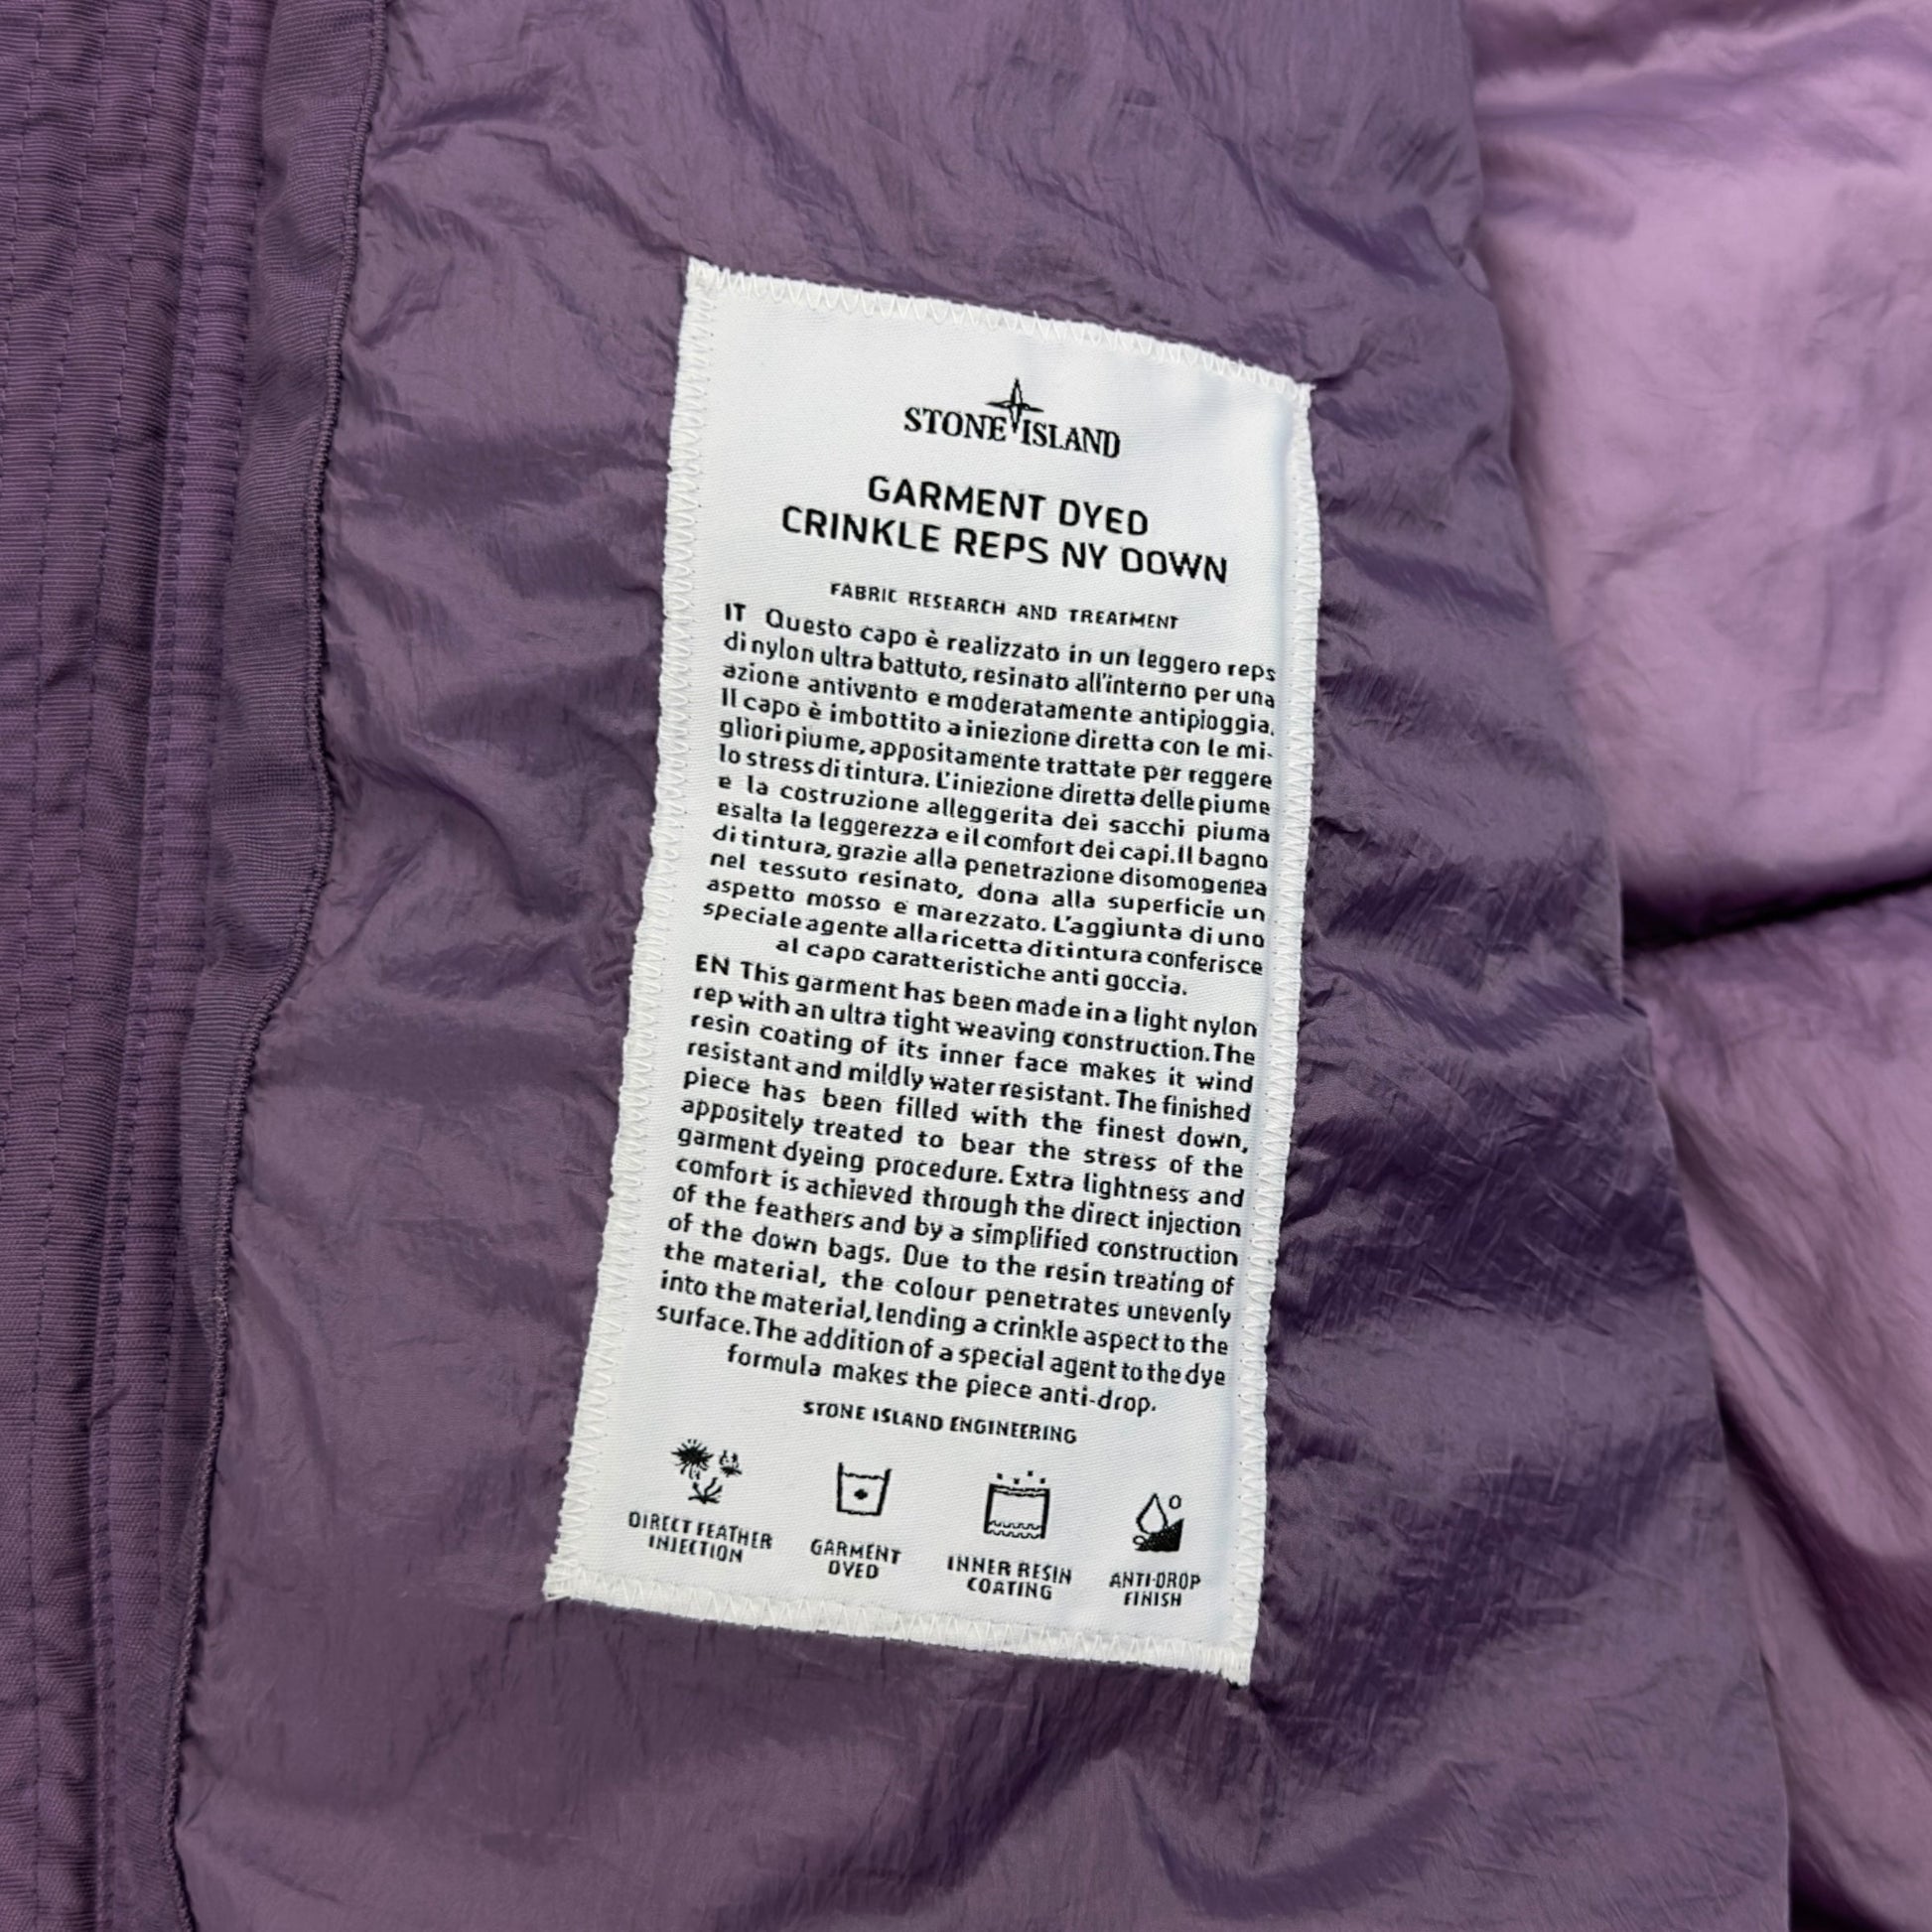 STONE ISLAND
GARMENT DYED
CRINKLE REPS NY DOWN
FABRIC RESEARCH AND TREATMENT
IT Questo capo è realizzato in un leggero reps
di nylon ultra battuto, resinato all'interno per una
azione antivento e moderatamente antipioggia.
Il capo è imbottito a iniezione diretta con le mi-
gliori piume, appositamente trattate per reggere
lo stress di tintura. L'iniezione diretta delle piume
e la costruzione alleggerita dei sacchi piuma
esalta la leggerezza e il comfort dei capi. Il bagno
di tintura, grazie alla penetrazione disomogenea
nel tessuto resinato, dona alla superficie un
aspetto mosso e marezzato. L'aggiunta di uno
speciale agente alla ricetta di tintura conferisce
al capo caratteristiche anti goccia.
EN This garment has been made in a light nylon
rep with an ultra tight weaving construction. The
resin coating of its inner face makes it wind
resistant and mildly water resistant. The finished
piece has been filled with the finest down,
appositely treated to bear the stress of the
garment dyeing procedure. Extra lightness and
comfort is achieved through the direct injection
of the feathers and by a simplified construction
of the down bags. Due to the resin treating of
the material, the colour penetrates unevenly
into the material, lending a crinkle aspect to the
surface. The addition of a special agent to the dye
formula makes the piece anti-drop.
STONE ISLAND ENGINEERING
DIRECT FEATHER
INJECTION
GARMENT
DYED
INNER RESIN
COATING
ANTI-DROP
FINISH